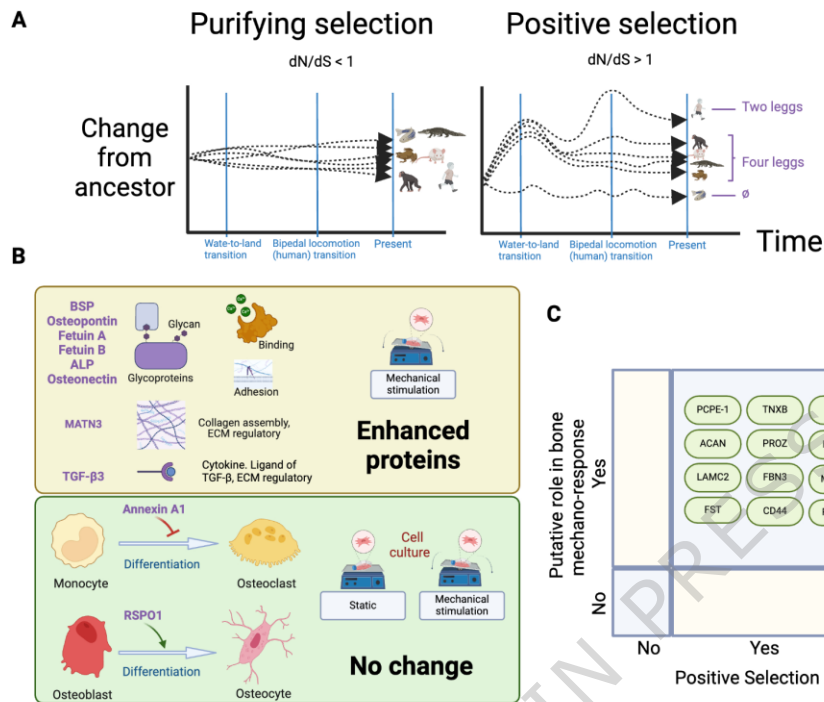 A
Purifying selection
dN/dS < 1
Positive selection
dN/dS > 1
Change
from
ancestor
Wate-to-land
transition
Bipedal locomotion
(human) transition
Present
Water-to-land
transition
Bipedal locomotion
(human) transition
Present
Two leggs
Four leggs
ø
Time
B
BSP
Osteopontin
Fetuin A
Fetuin B
ALP
Osteonectin
Glycan
Glycoproteins
Binding
Adhesion
Mechanical
stimulation
MATN3
Collagen assembly,
ECM regulatory
TGF-β3
Cytokine. Ligand of
TGF-β, ECM regulatory
Enhanced
proteins
Annexin A1
Differentiation
Monocyte
Osteoclast
RSPO1
Differentiation
Osteoblast
Osteocyte
Cell
culture
Static
Mechanical
stimulation
No change
C
Putative role in bone
mechano-response
Yes
No
PCPE-1
TNXB
ACAN
PROZ
LAMC2
FBN3
FST
CD44
No
Yes
Positive Selection
IN PRESS